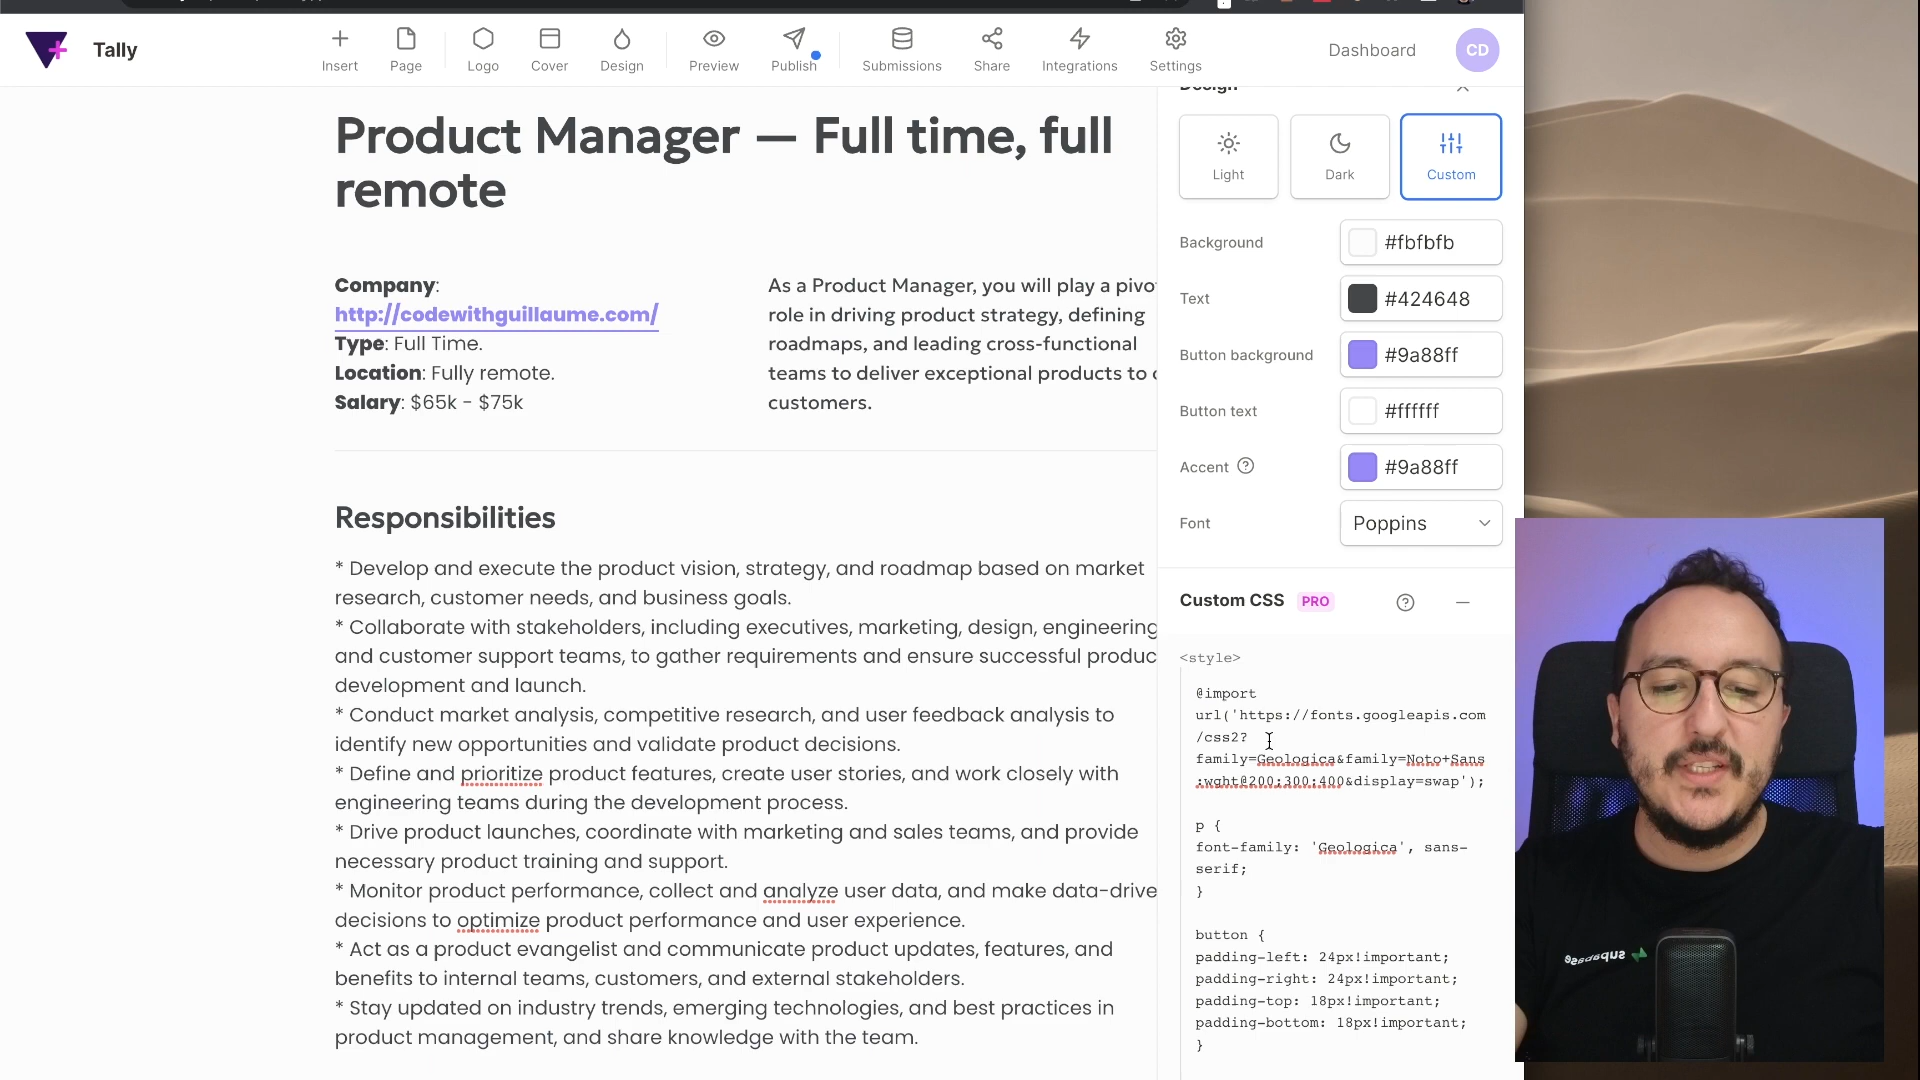 Tally
Insert
Page
Logo
Cover
Design
Preview
Publish
Submissions
Share
Integrations
Settings
Dashboard
CD
Product Manager — Full time, full
remote
Company:
http://codewithguillaume.com/
Type: Full Time.
Location: Fully remote.
Salary: $65k - $75k
As a Product Manager, you will play a
role in driving product strategy, defining
roadmaps, and leading cross-functional
teams to deliver exceptional products to
customers.
Responsibilities
* Develop and execute the product vision, strategy, and roadmap based on market
research, customer needs, and business goals.
* Collaborate with stakeholders, including executives, marketing, design, engineering
and customer support teams, to gather requirements and ensure successful produc
development and launch.
* Conduct market analysis, competitive research, and user feedback analysis to
identify new opportunities and validate product decisions.
* Define and prioritize product features, create user stories, and work closely with
engineering teams during the development process.
* Drive product launches, coordinate with marketing and sales teams, and provide
necessary product training and support.
* Monitor product performance, collect and analyze user data, and make data-drive
decisions to optimize product performance and user experience.
* Act as a product evangelist and communicate product updates, features, and
benefits to internal teams, customers, and external stakeholders.
* Stay updated on industry trends, emerging technologies, and best practices in
product management, and share knowledge with the team.
Design
Light
Dark
Custom
Background
#fbfbfb
Text
#424648
Button background
#9a88ff
Button text
#ffffff
Accent
#9a88ff
Font
Poppins
Custom CSS PRO
<style>
@import
url('https://fonts.googleapis.com
/css2?
family=Geologica&family=Noto+Sans
:wght@200;300;400&display=swap');
p {
font-family: 'Geologica', sans-
serif;
}
button {
padding-left: 24px!important;
padding-right: 24px!important;
padding-top: 18px!important;
padding-bottom: 18px!important;
}
supabase